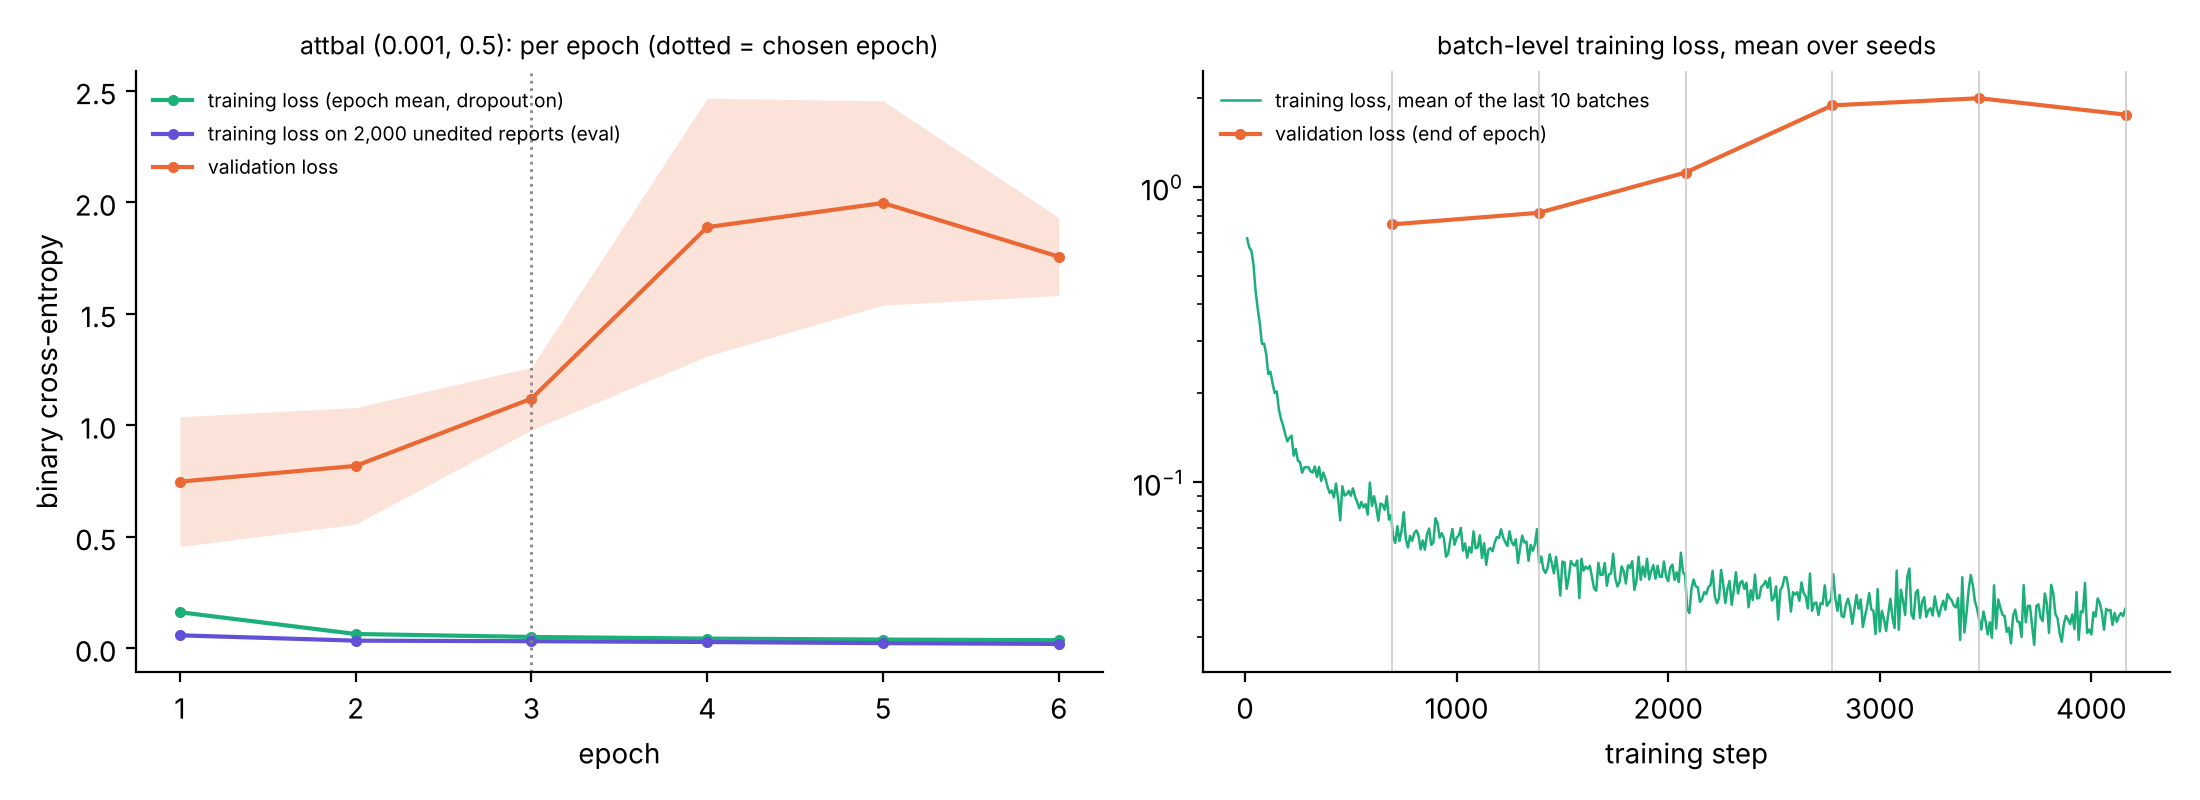 attbal (0.001, 0.5): per epoch (dotted = chosen epoch)
training loss (epoch mean, dropout on)
training loss on 2,000 unedited reports (eval)
validation loss
binary cross-entropy
2.5
2.0
1.5
1.0
0.5
0.0
1 2 3 4 5 6
epoch
batch-level training loss, mean over seeds
training loss, mean of the last 10 batches
validation loss (end of epoch)
10⁰
10⁻¹
0 1000 2000 3000 4000
training step